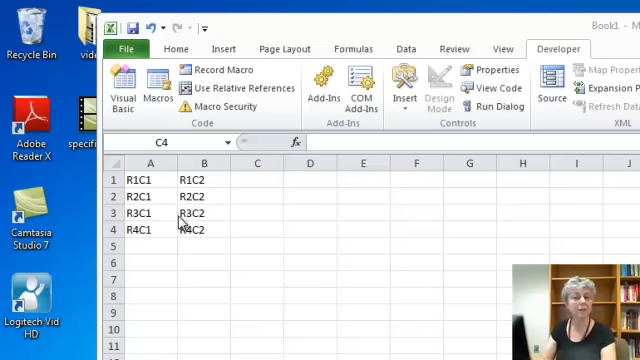 Recycle Bin
vide
Adobe
Reader X
specifi
Camtasia
Studio 7
Logitech Vid
HD
Book1 - M
File Home Insert Page Layout Formulas Data Review View Developer
Visual
Basic
Macros
Record Macro
Use Relative References
Macro Security
Code
Add-Ins
COM
Add-Ins
Add-Ins
Insert
Design
Mode
Properties
View Code
Run Dialog
Controls
Source
Map Proper
Expansion P
Refresh Data
C4
fx
A B C D E F G H I
1 R1C1 R1C2
2 R2C1 R2C2
3 R3C1 R3C2
4 R4C1 R4C2
5
6
7
8
9
10
11